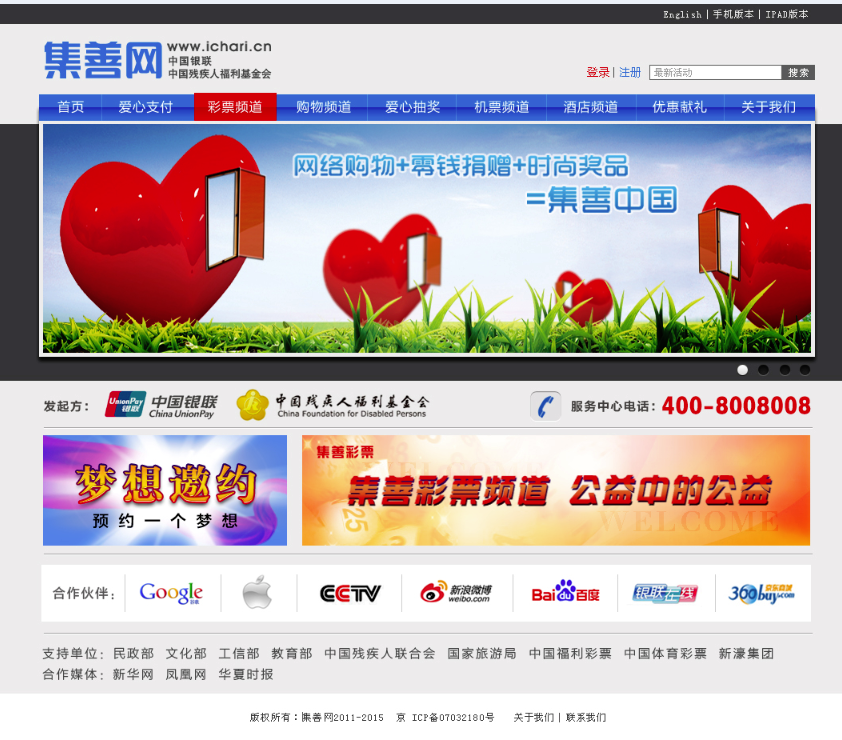 English | 手机版本 | IPAD版本
集善网 www.ichari.cn
中国银联
中国残疾人福利基金会
登录 | 注册 最新活动 搜索
首页 爱心支付 彩票频道 购物频道 爱心抽奖 机票频道 酒店频道 优惠献礼 关于我们
网络购物+零钱捐赠+时尚奖品
=集善中国
发起方： UnionPay 银联 中国银联 China UnionPay 中国残疾人福利基金会 China Foundation for Disabled Persons 服务中心电话：400-8008008
梦想邀约
预约一个梦想
集善彩票
集善彩票频道 公益中的公益
25
WELCOME
合作伙伴： Google 谷歌 CCTV 新浪微博 weibo.com Bai du 百度 银联在线 360buy.com 京东商城
支持单位：民政部 文化部 工信部 教育部 中国残疾人联合会 国家旅游局 中国福利彩票 中国体育彩票 新濠集团
合作媒体：新华网 凤凰网 华夏时报
版权所有：集善网2011-2015 京 ICP备07032180号 关于我们 | 联系我们